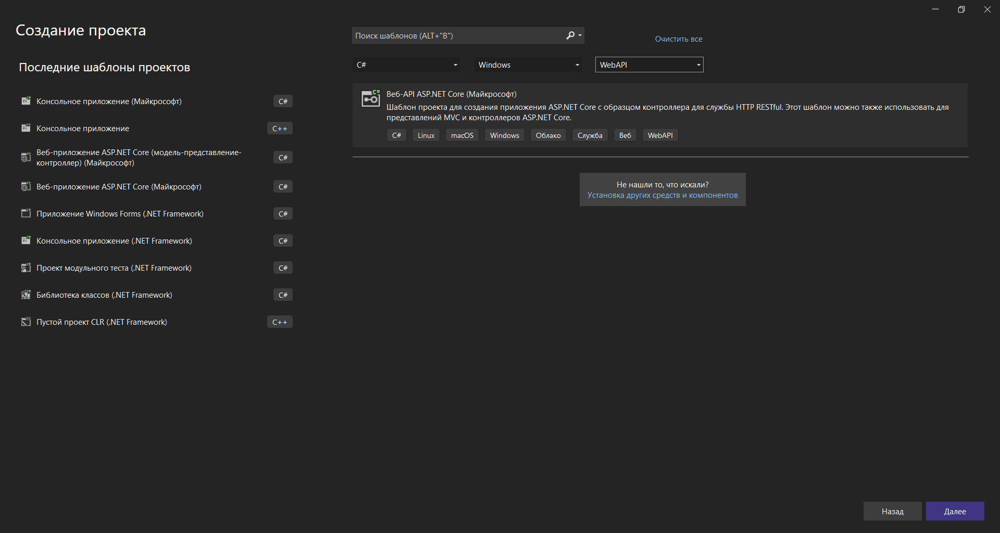 Создание проекта
Последние шаблоны проектов
Консольное приложение (Майкрософт)
C#
Консольное приложение
C++
Веб-приложение ASP.NET Core (модель-представление-
контроллер) (Майкрософт)
C#
Веб-приложение ASP.NET Core (Майкрософт)
C#
Приложение Windows Forms (.NET Framework)
C#
Консольное приложение (.NET Framework)
C#
Проект модульного теста (.NET Framework)
C#
Библиотека классов (.NET Framework)
C#
Пустой проект CLR (.NET Framework)
C++
Поиск шаблонов (ALT+"B")
Очистить все
C#
Windows
WebAPI
Веб-API ASP.NET Core (Майкрософт)
Шаблон проекта для создания приложения ASP.NET Core с образцом контроллера для службы HTTP RESTful. Этот шаблон можно также использовать для
представлений MVC и контроллеров ASP.NET Core.
C# Linux macOS Windows Облако Служба Веб WebAPI
Не нашли то, что искали?
Установка других средств и компонентов
Назад
Далее